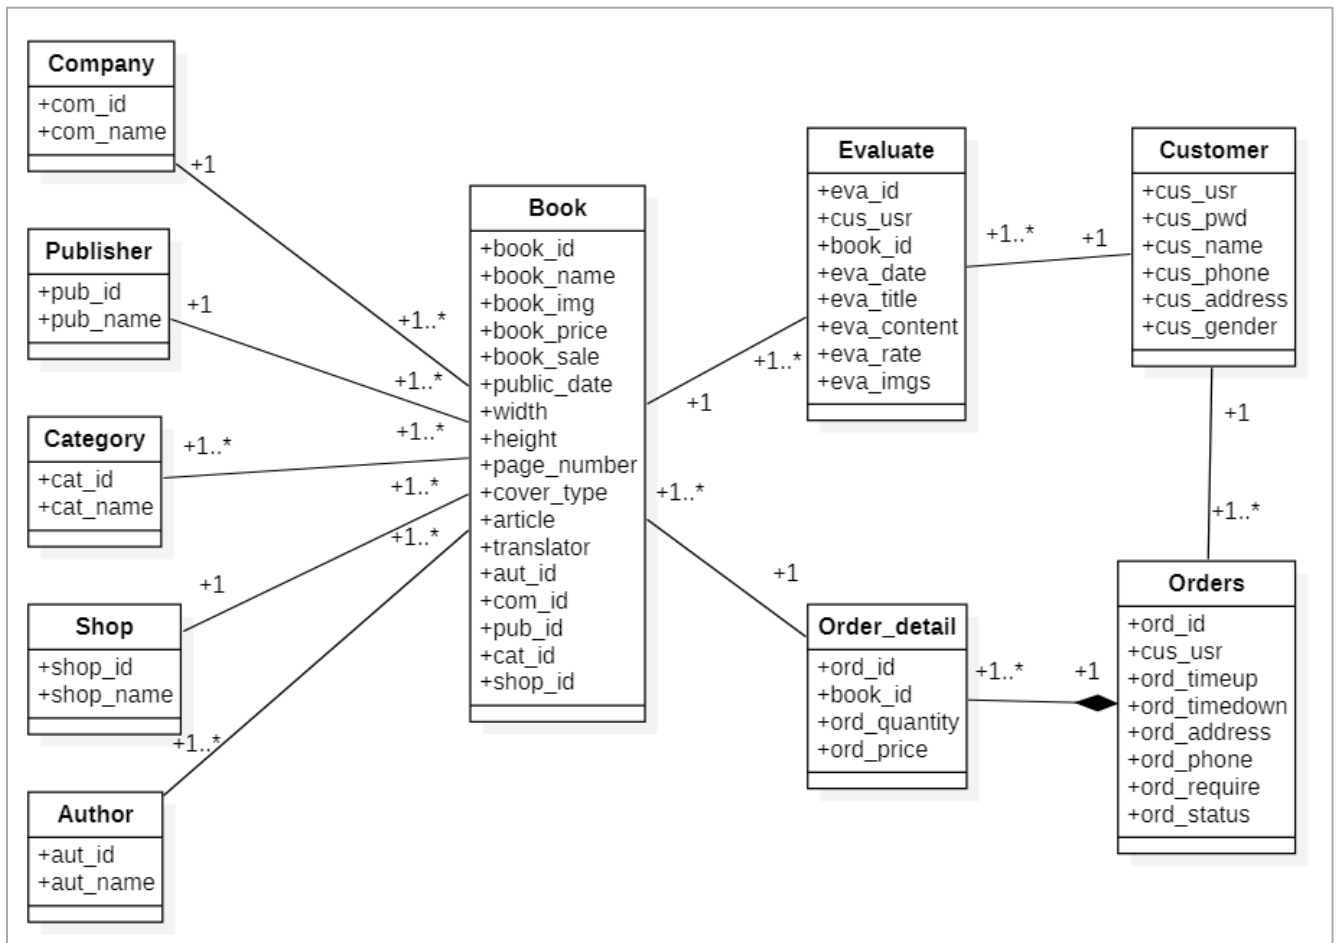 Company
+com_id
+com_name
+1
+1..*
Publisher
+pub_id
+pub_name
+1
+1..*
Category
+cat_id
+cat_name
+1..*
+1..*
Shop
+shop_id
+shop_name
+1
+1..*
Author
+aut_id
+aut_name
+1..*
+1..*
Book
+book_id
+book_name
+book_img
+book_price
+book_sale
+public_date
+width
+height
+page_number
+cover_type
+article
+translator
+aut_id
+com_id
+pub_id
+cat_id
+shop_id
+1
+1..*
+1..*
+1
Evaluate
+eva_id
+cus_usr
+book_id
+eva_date
+eva_title
+eva_content
+eva_rate
+eva_imgs
+1..*
+1
Customer
+cus_usr
+cus_pwd
+cus_name
+cus_phone
+cus_address
+cus_gender
+1
+1..*
Order_detail
+ord_id
+book_id
+ord_quantity
+ord_price
+1..*
+1
Orders
+ord_id
+cus_usr
+ord_timeup
+ord_timedown
+ord_address
+ord_phone
+ord_require
+ord_status